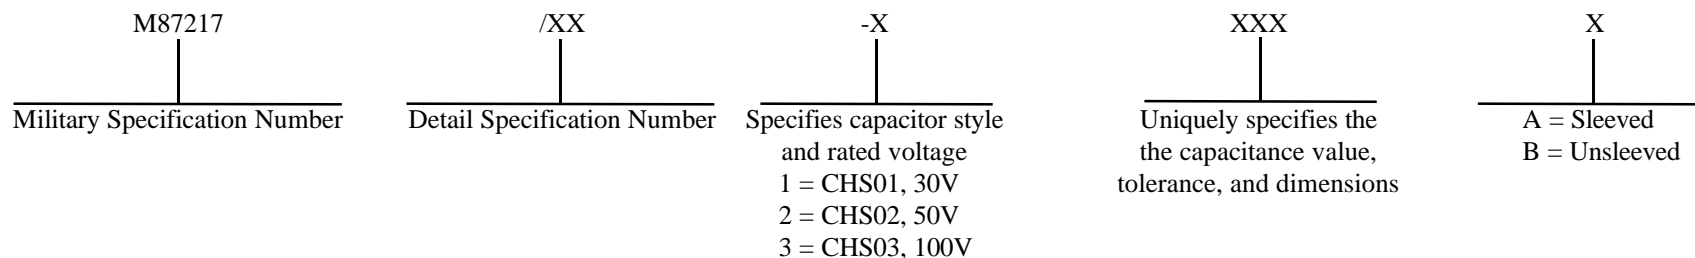 M87217 /XX -X XXX X
Military Specification Number
Detail Specification Number
Specifies capacitor style
and rated voltage
1 = CHS01, 30V
2 = CHS02, 50V
3 = CHS03, 100V
Uniquely specifies the
the capacitance value,
tolerance, and dimensions
A = Sleeved
B = Unsleeved